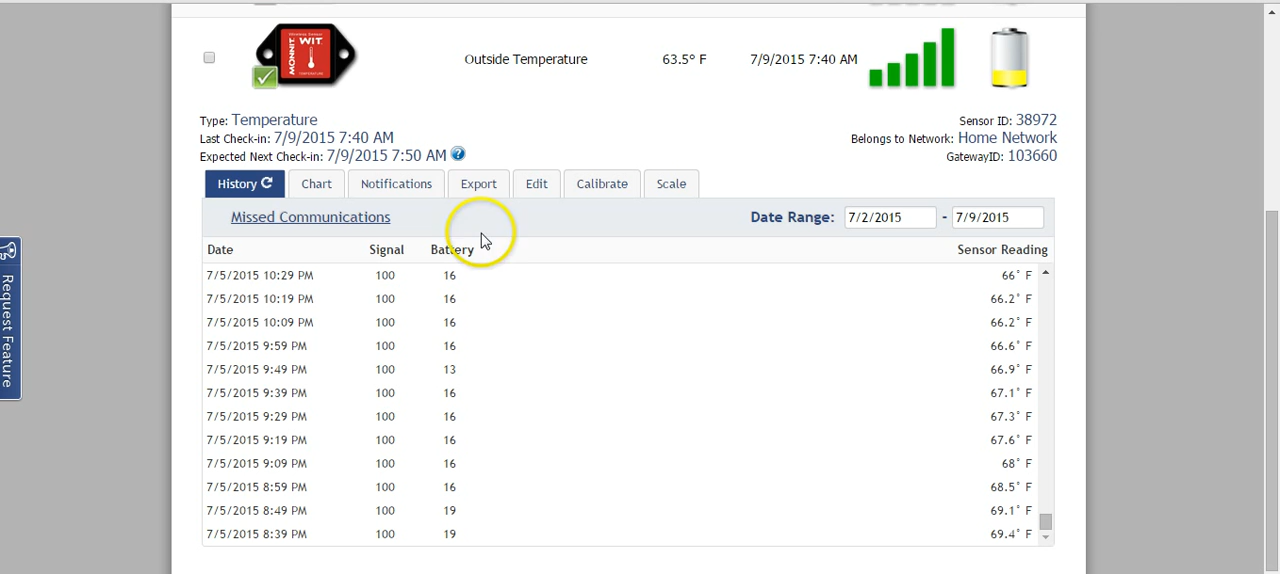 MONNIT WIT
Outside Temperature 63.5° F 7/9/2015 7:40 AM
Type: Temperature Sensor ID: 38972
Last Check-in: 7/9/2015 7:40 AM Belongs to Network: Home Network
Expected Next Check-in: 7/9/2015 7:50 AM ? GatewayID: 103660
History Chart Notifications Export Edit Calibrate Scale
Missed Communications Date Range: 7/2/2015 - 7/9/2015
Date Signal Battery Sensor Reading
7/5/2015 10:29 PM 100 16 66° F
7/5/2015 10:19 PM 100 16 66.2° F
7/5/2015 10:09 PM 100 16 66.2° F
7/5/2015 9:59 PM 100 16 66.6° F
7/5/2015 9:49 PM 100 13 66.9° F
7/5/2015 9:39 PM 100 16 67.1° F
7/5/2015 9:29 PM 100 16 67.3° F
7/5/2015 9:19 PM 100 16 67.6° F
7/5/2015 9:09 PM 100 16 68° F
7/5/2015 8:59 PM 100 16 68.5° F
7/5/2015 8:49 PM 100 19 69.1° F
7/5/2015 8:39 PM 100 19 69.4° F
Request Feature